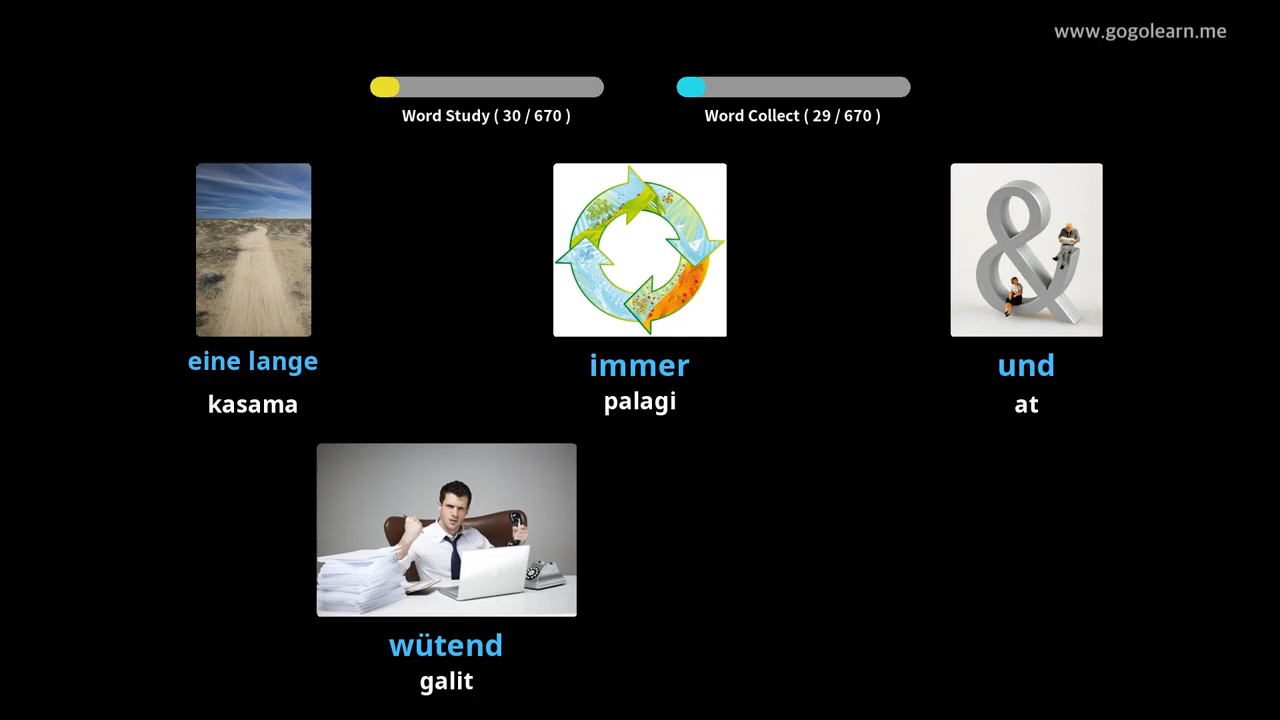 www.gogolearn.me
Word Study ( 30 / 670 )
Word Collect ( 29 / 670 )
eine lange
kasama
immer
palagi
und
at
wütend
galit